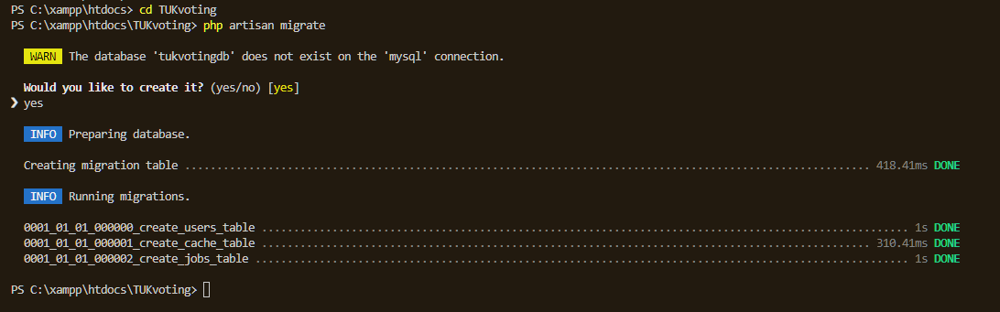 PS C:\xampp\htdocs> cd TUKvoting
PS C:\xampp\htdocs\TUKvoting> php artisan migrate
WARN The database 'tukvotingdb' does not exist on the 'mysql' connection.
Would you like to create it? (yes/no) [yes]
❯ yes
INFO Preparing database.
Creating migration table ........................................................................................................... 418.41ms DONE
INFO Running migrations.
0001_01_01_000000_create_users_table ..................................................................................................... 1s DONE
0001_01_01_000001_create_cache_table ............................................................................................... 310.41ms DONE
0001_01_01_000002_create_jobs_table ...................................................................................................... 1s DONE
PS C:\xampp\htdocs\TUKvoting>